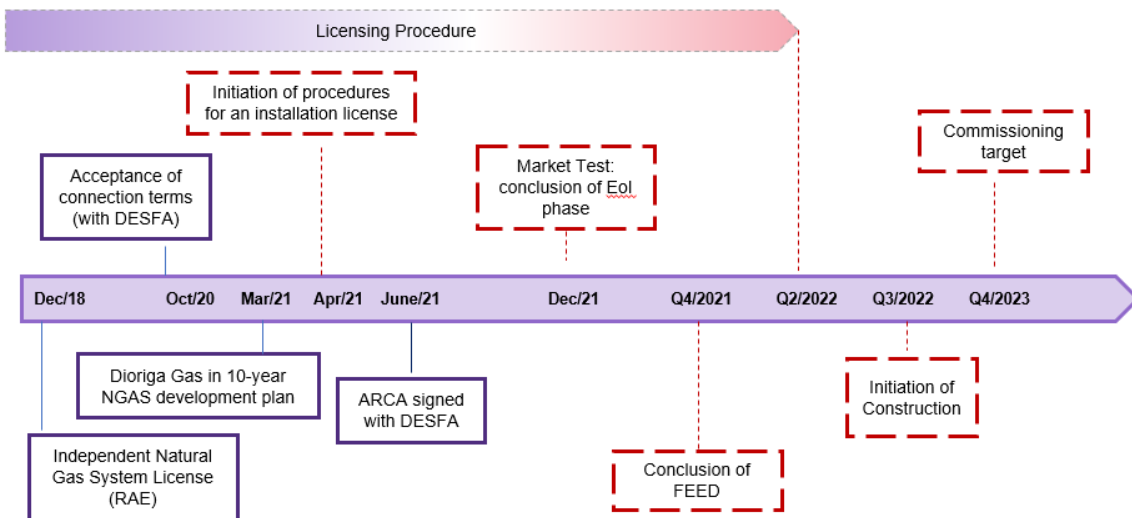 Licensing Procedure
Initiation of procedures
for an installation license
Commissioning
target
Market Test:
conclusion of EoI
phase
Acceptance of
connection terms
(with DESFA)
Dec/18
Oct/20
Mar/21
Apr/21
June/21
Dec/21
Q4/2021
Q2/2022
Q3/2022
Q4/2023
Dioriga Gas in 10-year
NGAS development plan
ARCA signed
with DESFA
Initiation of
Construction
Independent Natural
Gas System License
(RAE)
Conclusion of
FEED